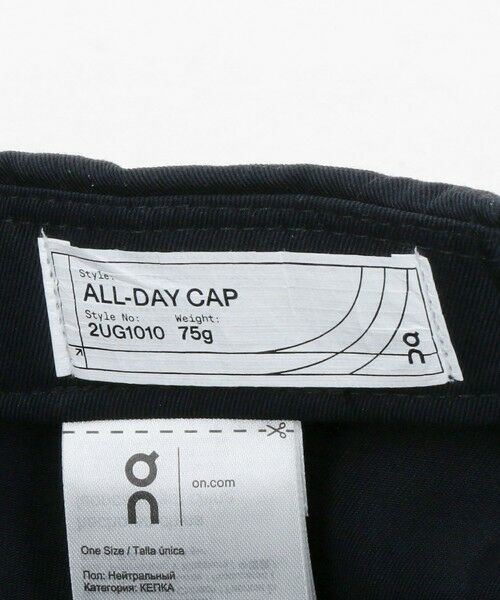 Style:
ALL-DAY CAP
Style No: Weight:
2UG1010 75g
on.com
One Size / Talla única
Пол: Нейтральный
Категория: КЕПКА